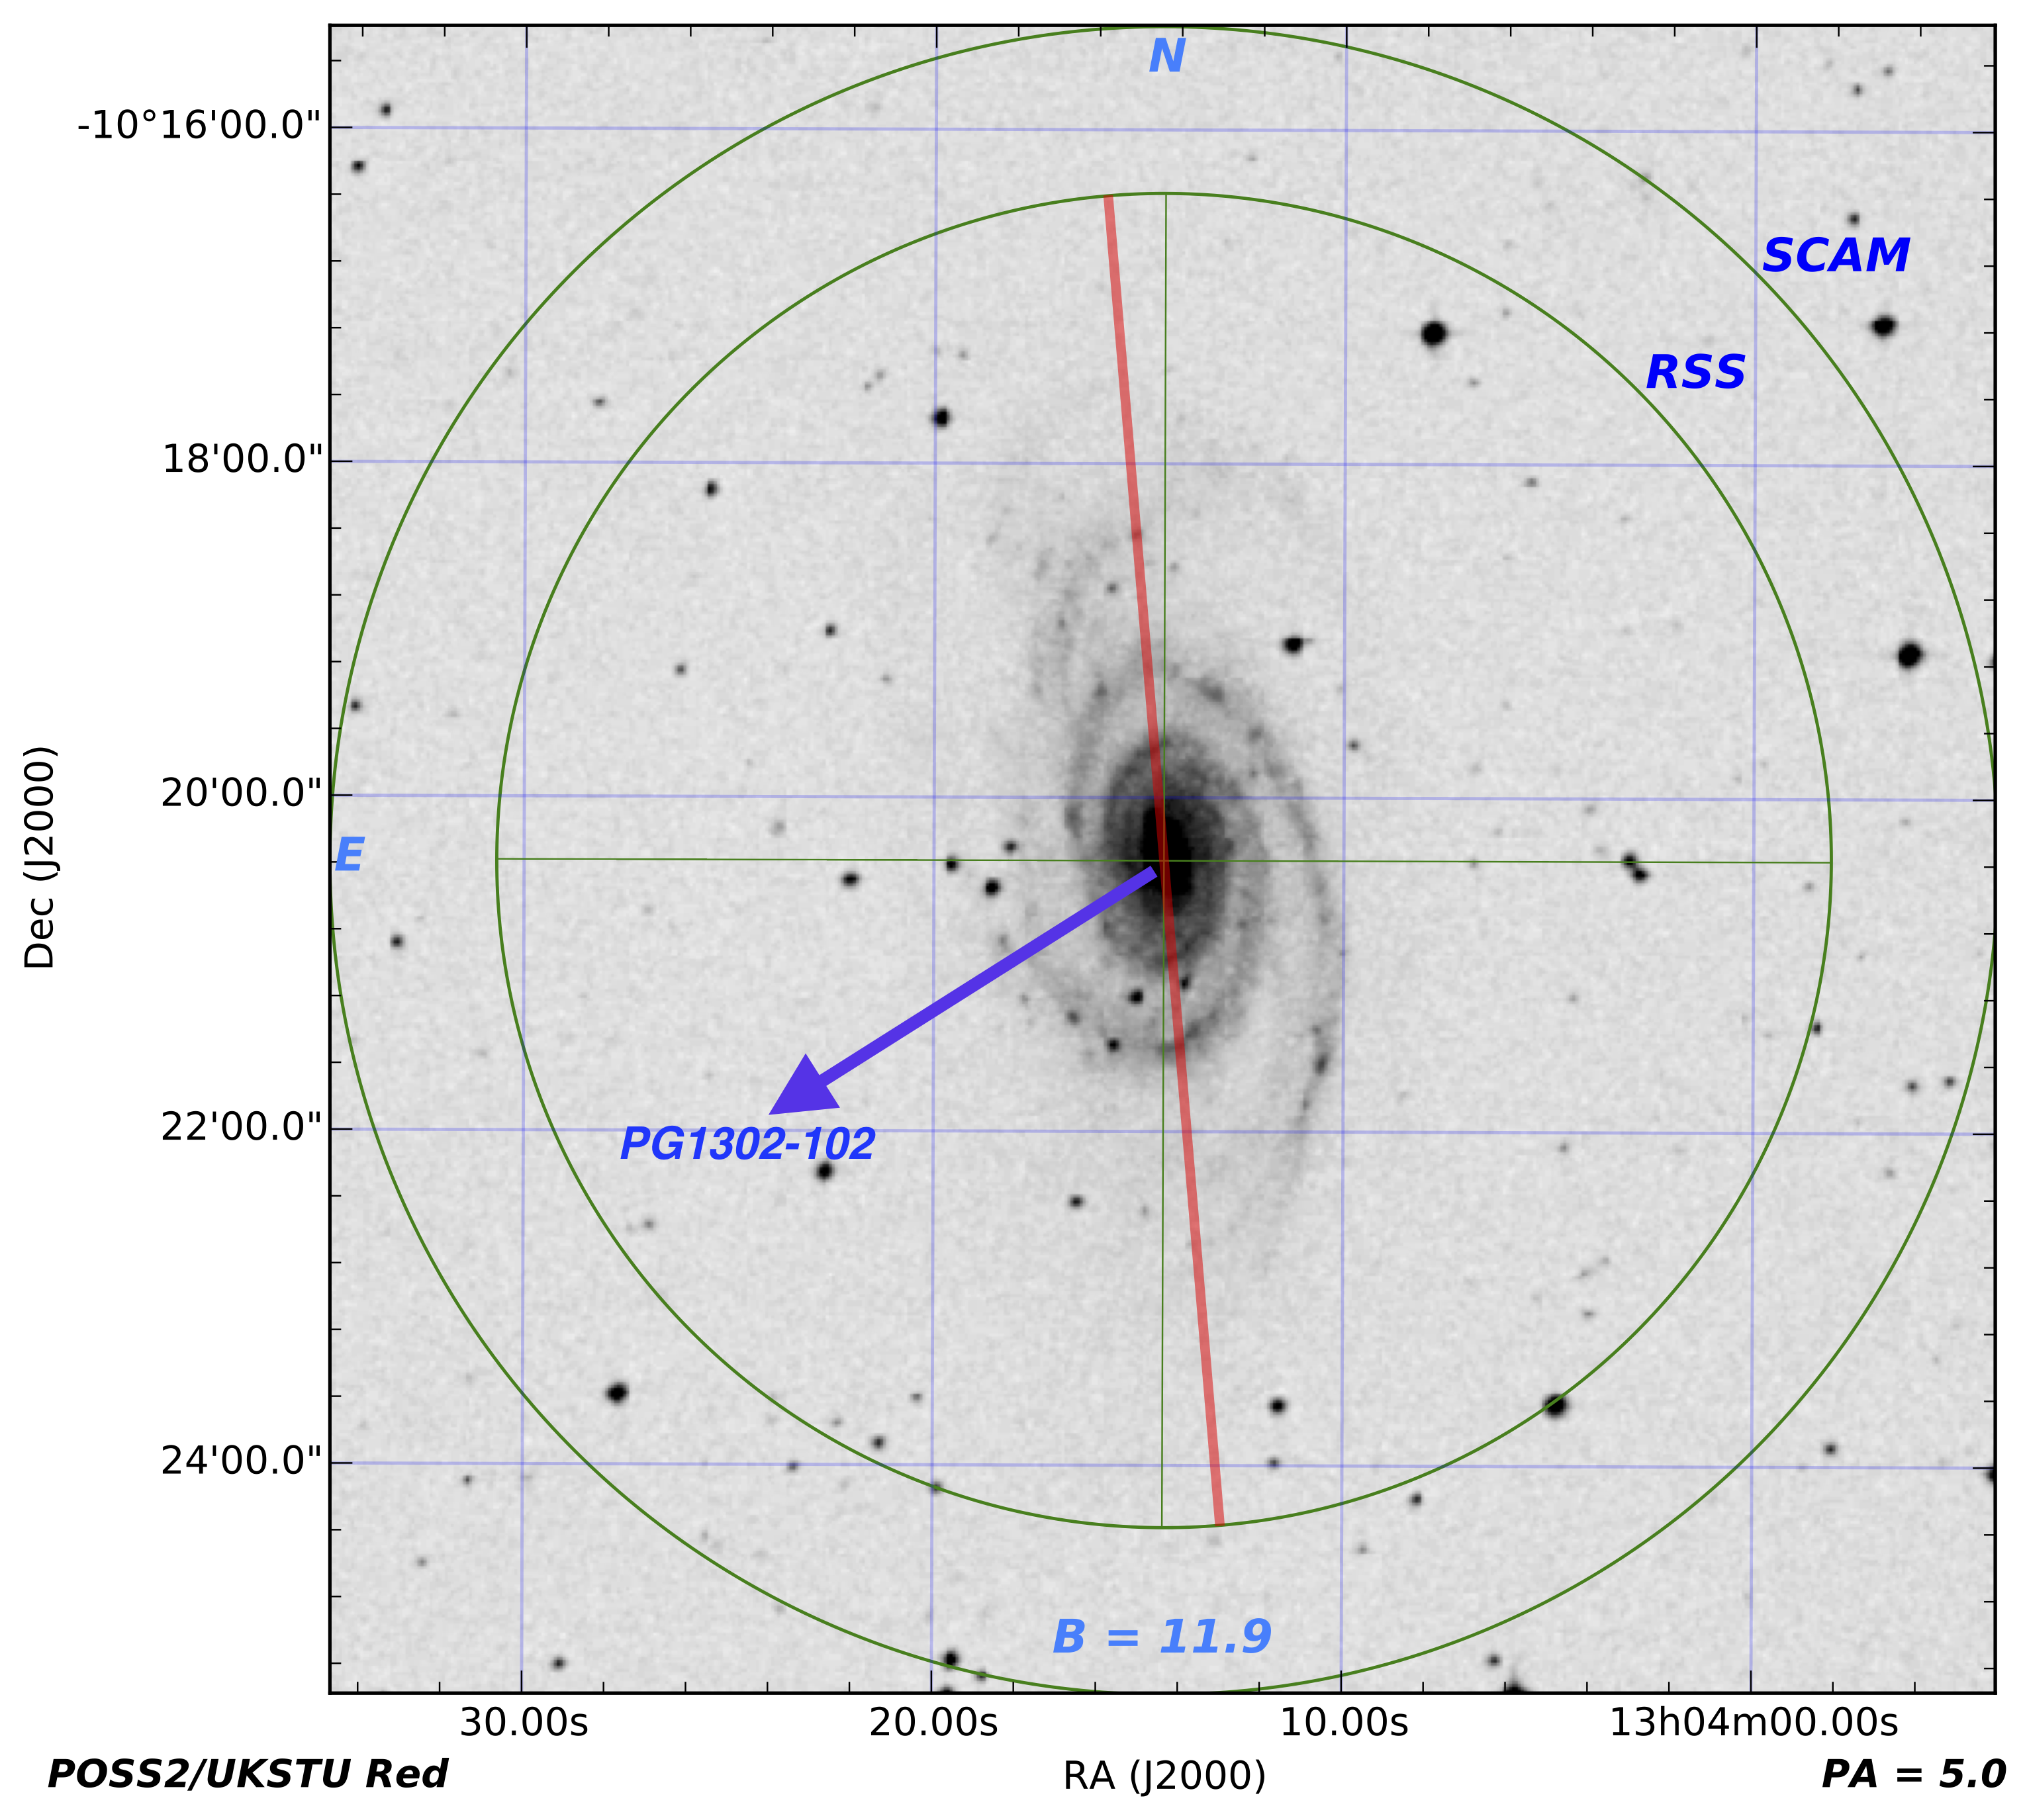 N
-10°16'00.0"
SCAM
RSS
18'00.0"
20'00.0"
E
Dec (J2000)
22'00.0"
PG1302-102
24'00.0"
B = 11.9
30.00s 20.00s 10.00s 13h04m00.00s
POSS2/UKSTU Red RA (J2000) PA = 5.0